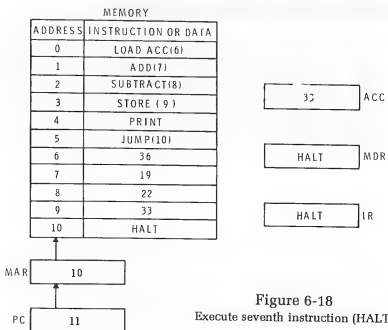 MEMORY
ADDRESS INSTRUCTION OR DATA
0 LOAD ACC(6)
1 ADD(7)
2 SUBTRACT(8)
3 STORE (9)
4 PRINT
5 JUMP(10)
6 36
7 19
8 22
9 33
10 HALT
33 ACC
HALT MDR
HALT IR
MAR 10
PC 11
Figure 6-18
Execute seventh instruction (HALT